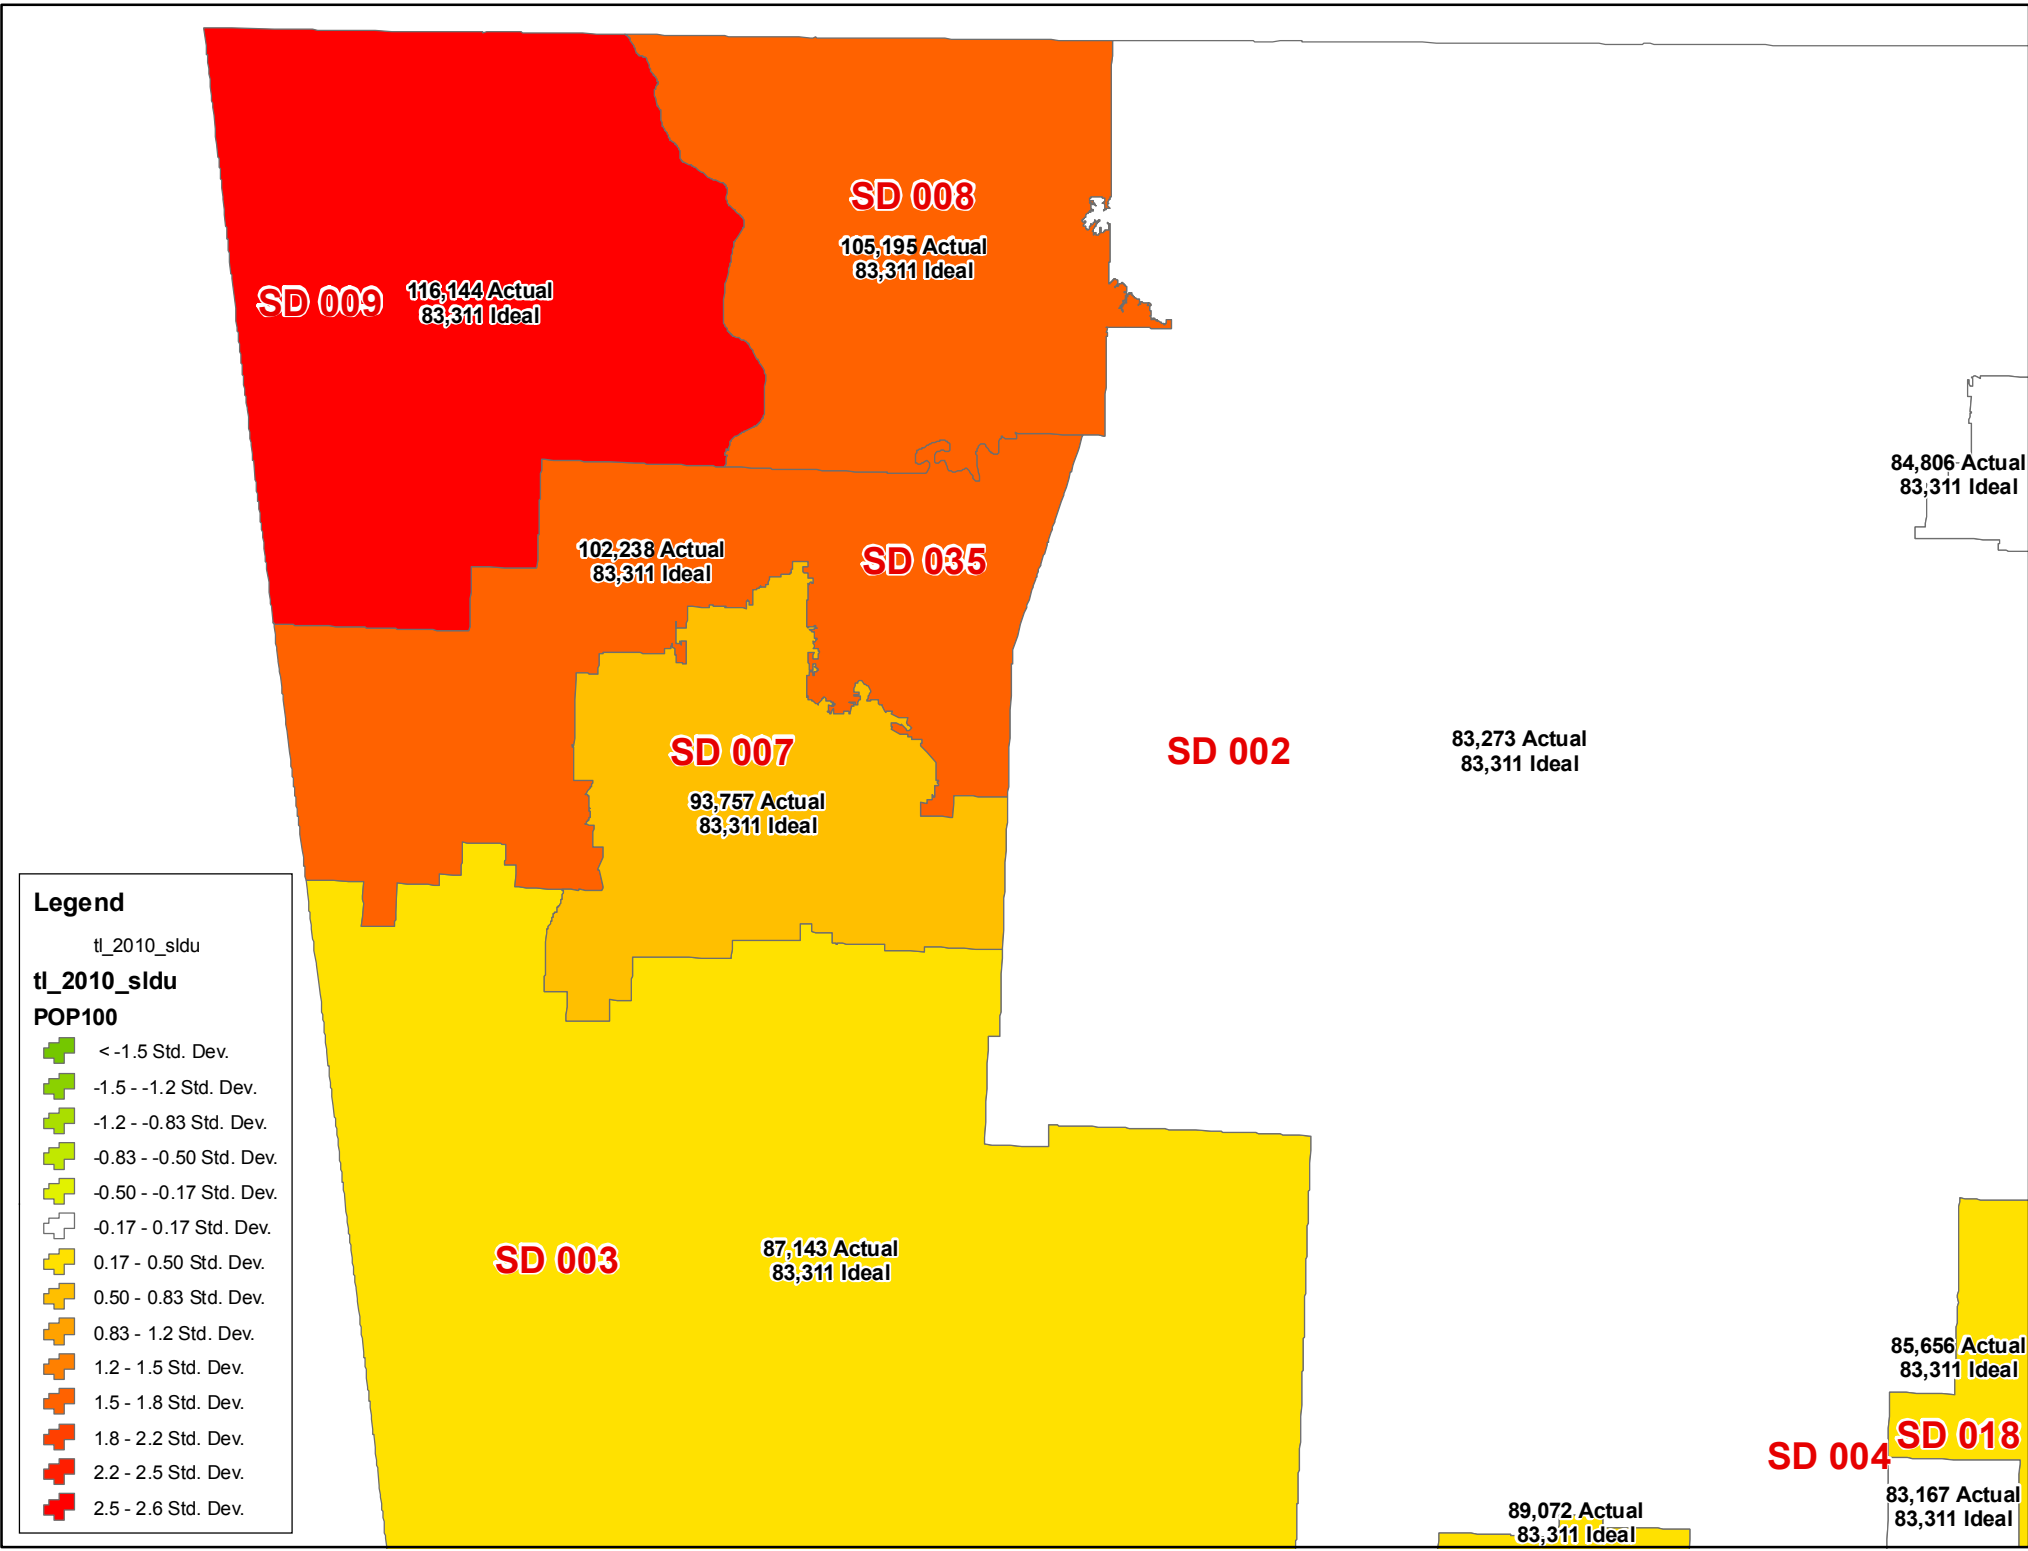 SD 008
105,195 Actual
83,311 Ideal
SD 009
116,144 Actual
83,311 Ideal
84,806 Actual
83,311 Ideal
102,238 Actual
83,311 Ideal
SD 035
SD 007
93,757 Actual
83,311 Ideal
SD 002
83,273 Actual
83,311 Ideal
SD 003
87,143 Actual
83,311 Ideal
85,656 Actual
83,311 Ideal
SD 018
SD 004
83,167 Actual
83,311 Ideal
89,072 Actual
83,311 Ideal
Legend
tl_2010_sldu
tl_2010_sldu
POP100
< -1.5 Std. Dev.
-1.5 - -1.2 Std. Dev.
-1.2 - -0.83 Std. Dev.
-0.83 - -0.50 Std. Dev.
-0.50 - -0.17 Std. Dev.
-0.17 - 0.17 Std. Dev.
0.17 - 0.50 Std. Dev.
0.50 - 0.83 Std. Dev.
0.83 - 1.2 Std. Dev.
1.2 - 1.5 Std. Dev.
1.5 - 1.8 Std. Dev.
1.8 - 2.2 Std. Dev.
2.2 - 2.5 Std. Dev.
2.5 - 2.6 Std. Dev.